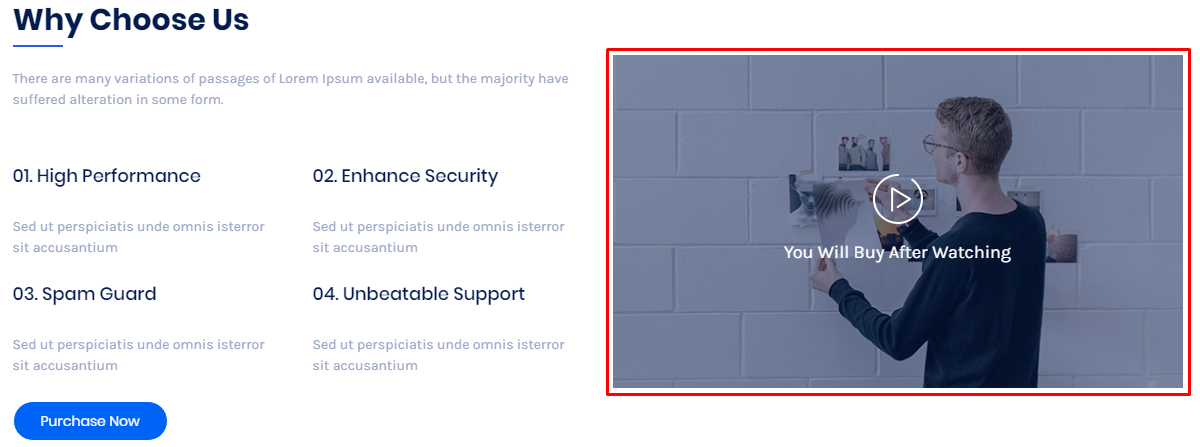 Why Choose Us
There are many variations of passages of Lorem Ipsum available, but the majority have
suffered alteration in some form.
01. High Performance
Sed ut perspiciatis unde omnis isterror
sit accusantium
02. Enhance Security
Sed ut perspiciatis unde omnis isterror
sit accusantium
03. Spam Guard
Sed ut perspiciatis unde omnis isterror
sit accusantium
04. Unbeatable Support
Sed ut perspiciatis unde omnis isterror
sit accusantium
Purchase Now
You Will Buy After Watching